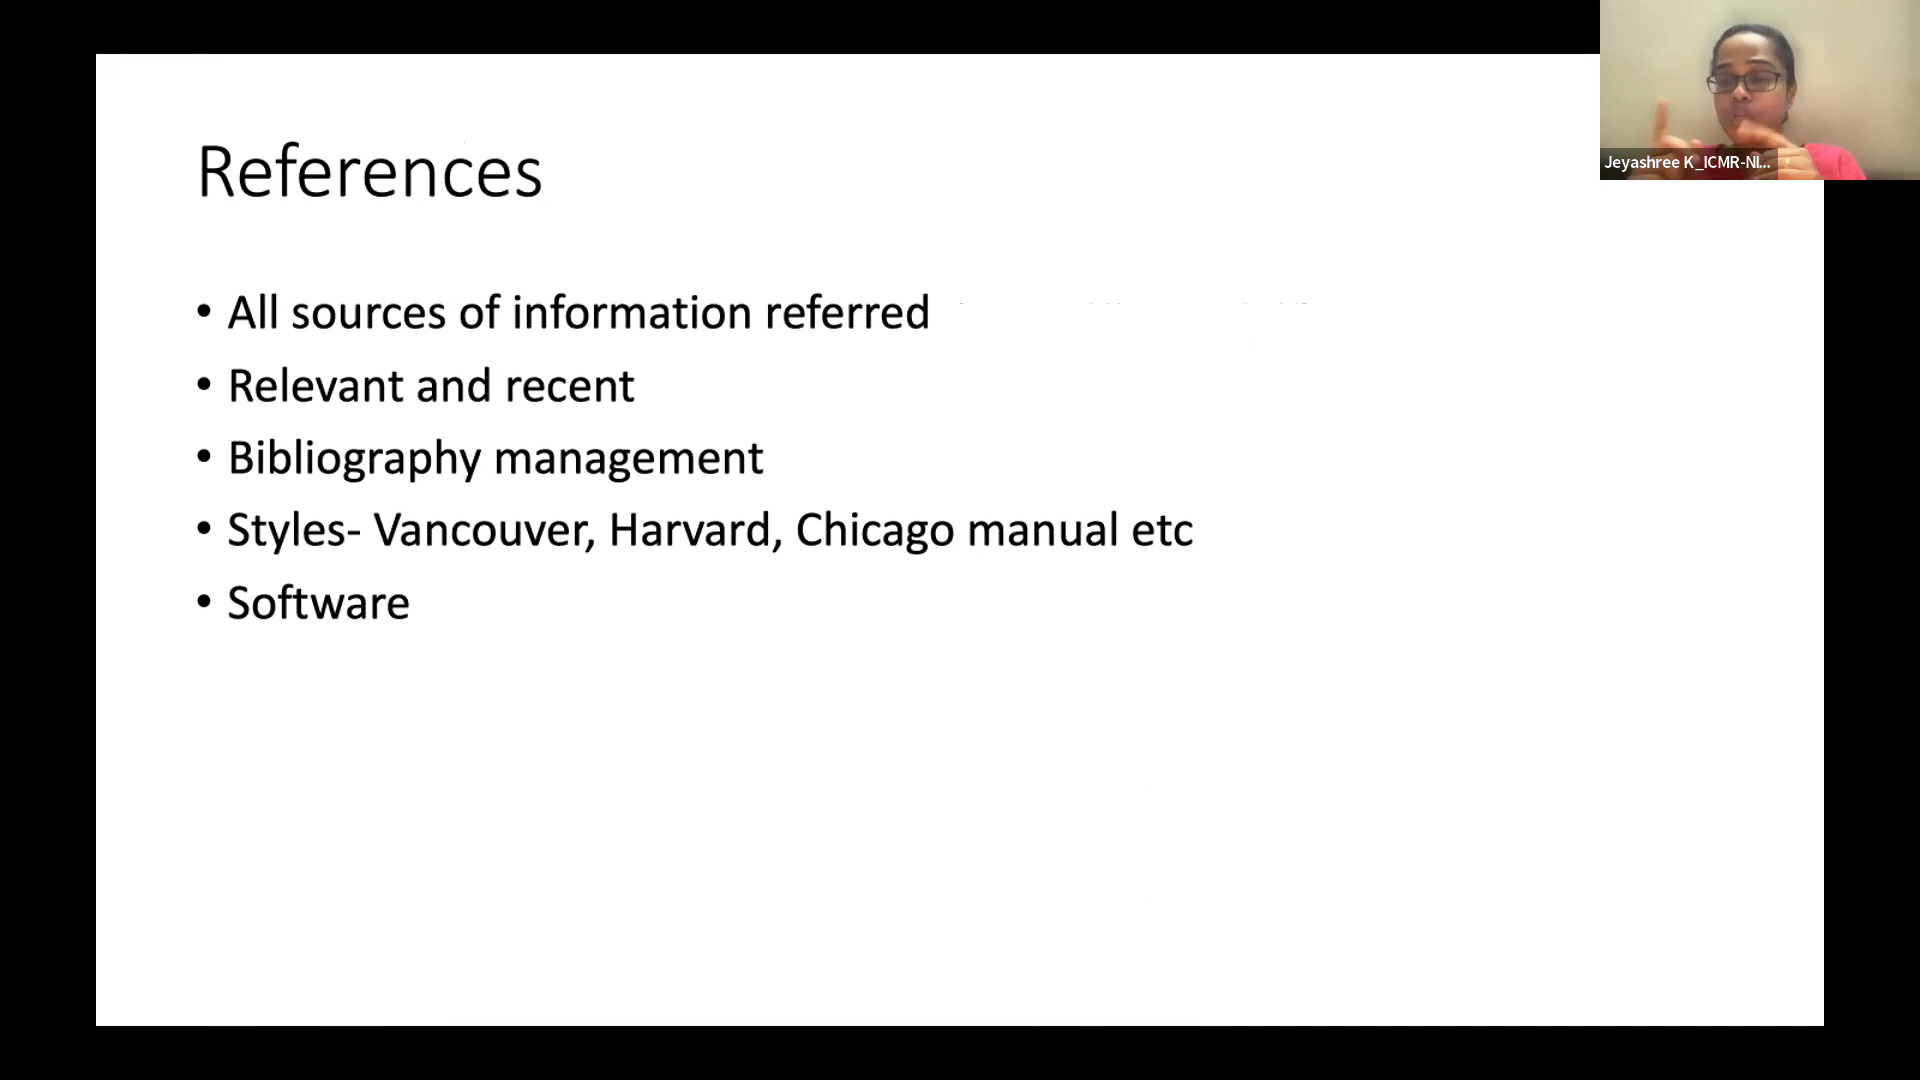 References
• All sources of information referred
• Relevant and recent
• Bibliography management
• Styles- Vancouver, Harvard, Chicago manual etc
• Software
Jeyashree K_ICMR-NI...